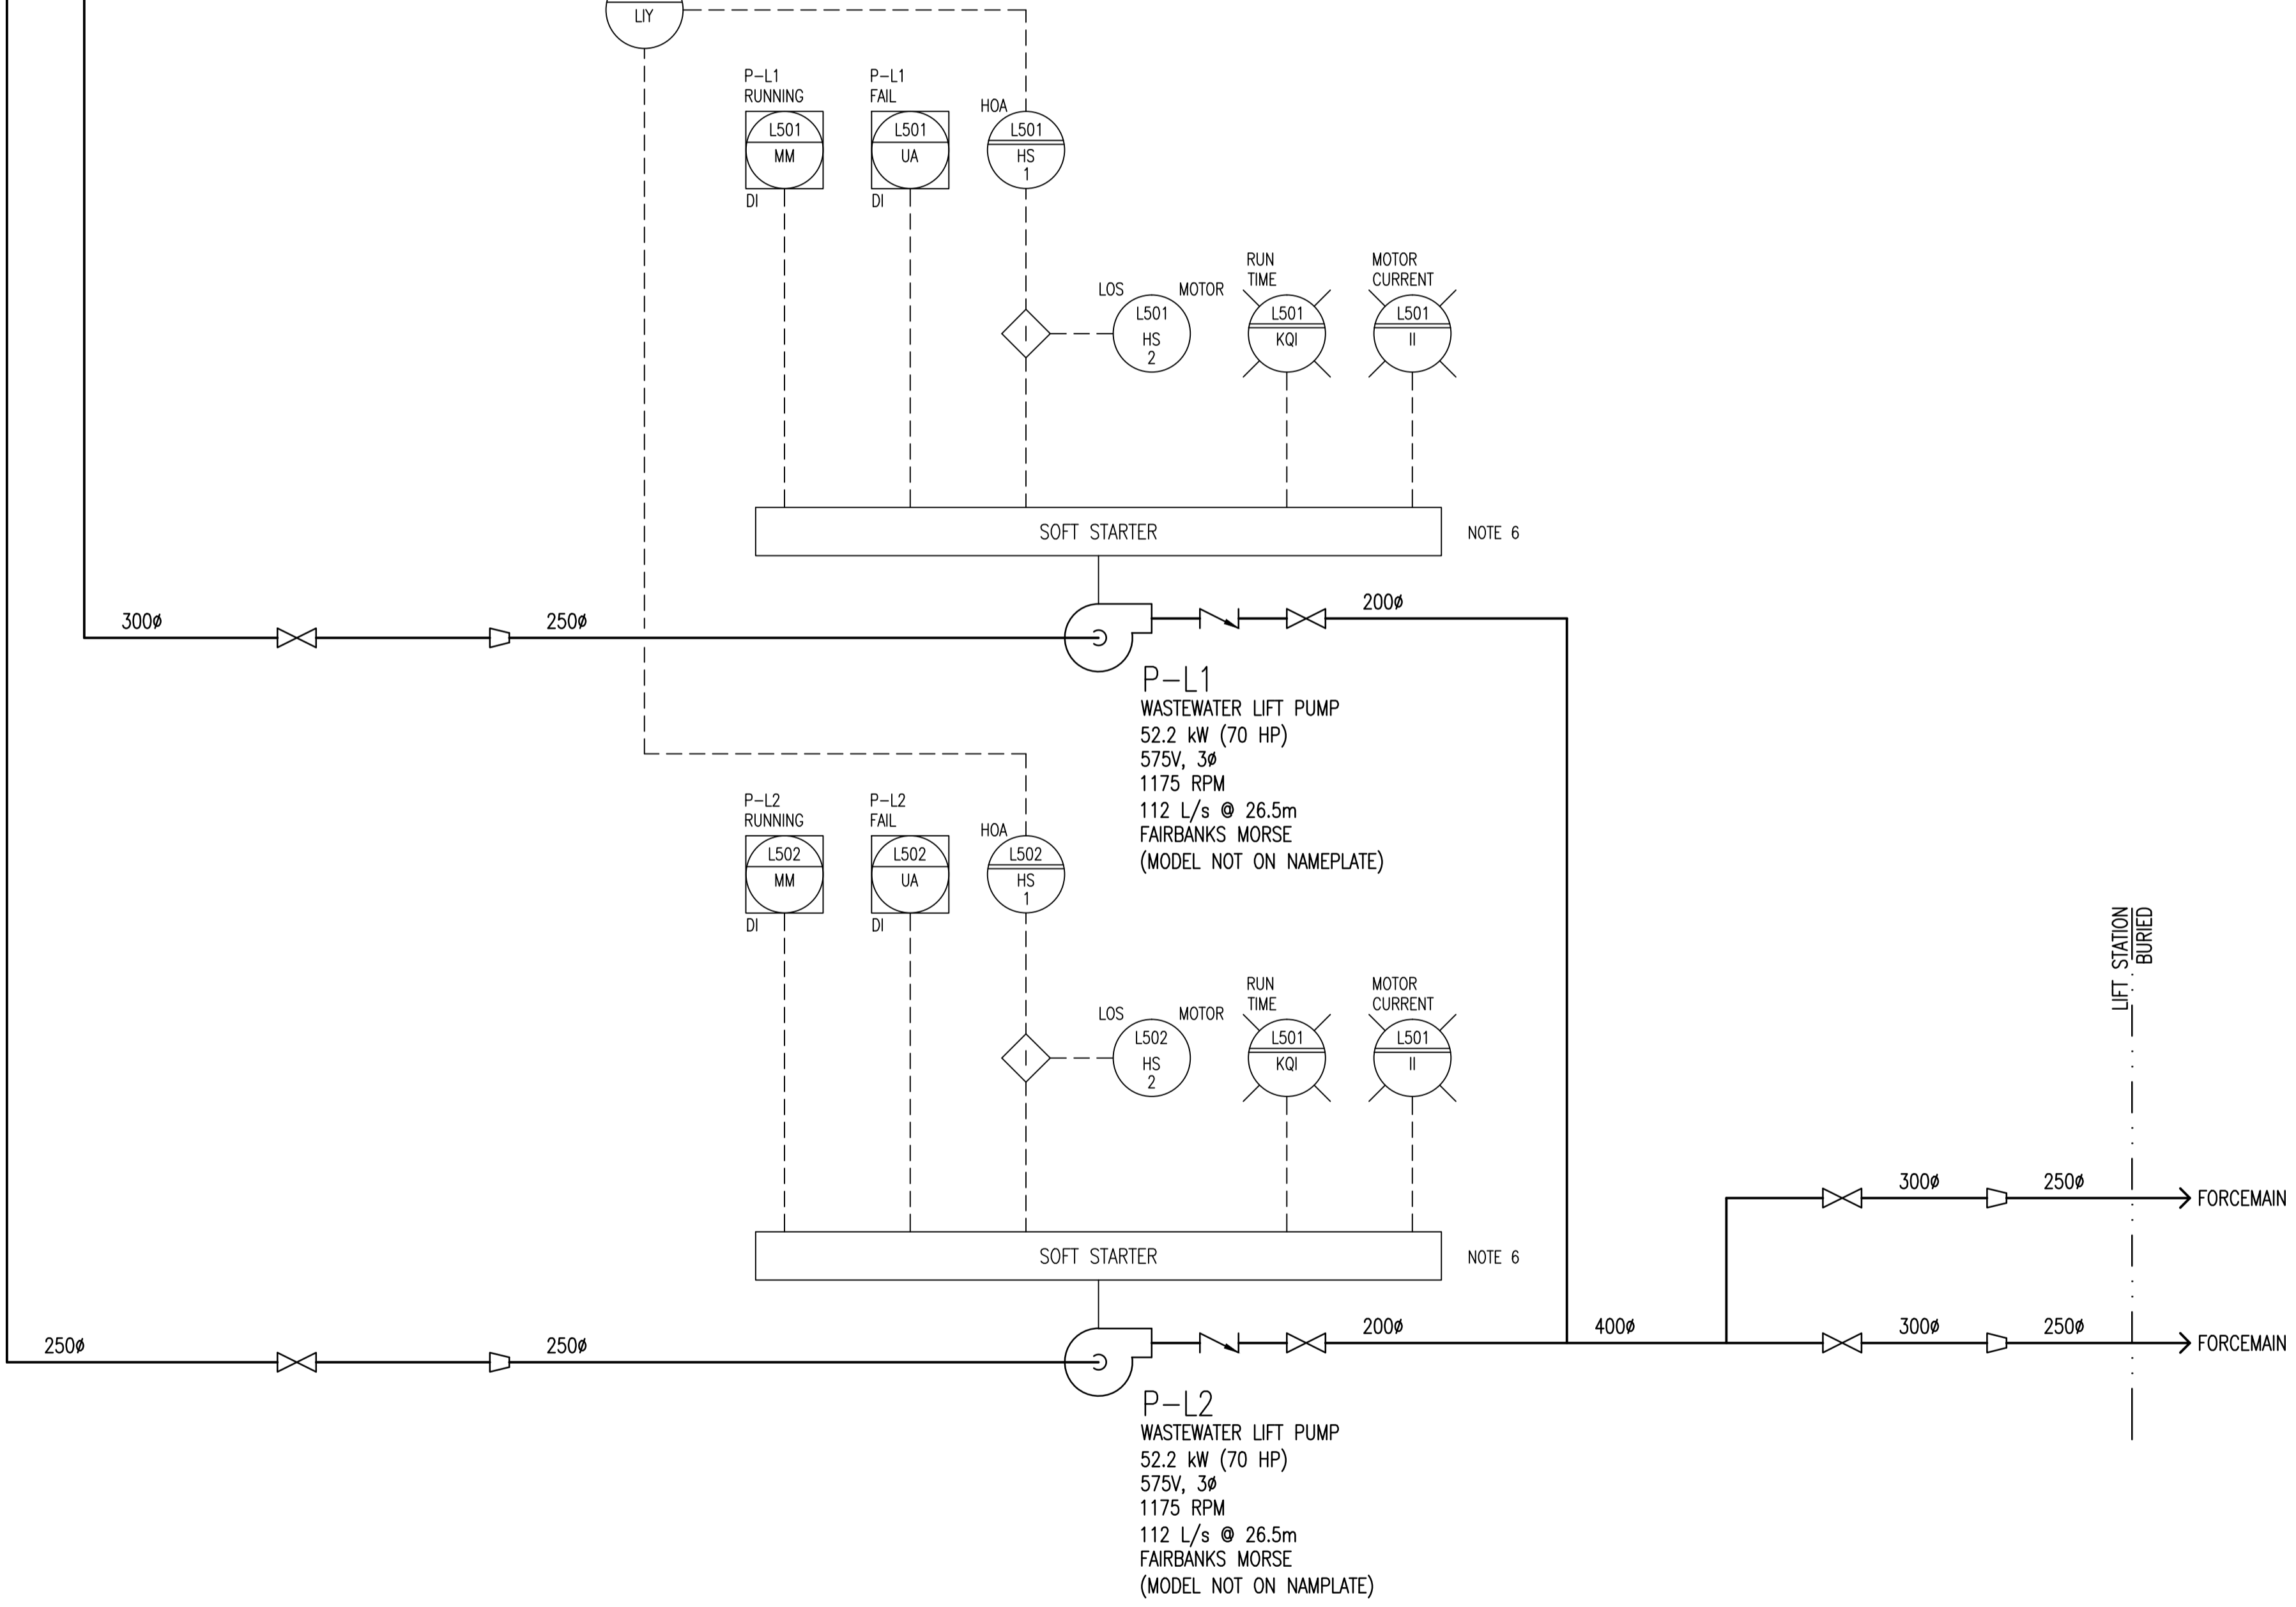 LIY
P-L1
RUNNING
L501
MM
DI
P-L1
FAIL
L501
UA
DI
HOA
L501
HS
1
LOS
L501
HS
2
MOTOR
RUN
TIME
L501
KQI
MOTOR
CURRENT
L501
II
SOFT STARTER
NOTE 6
300ø
250ø
200ø
P-L1
WASTEWATER LIFT PUMP
52.2 kW (70 HP)
575V, 3ø
1175 RPM
112 L/s @ 26.5m
FAIRBANKS MORSE
(MODEL NOT ON NAMEPLATE)
P-L2
RUNNING
L502
MM
DI
P-L2
FAIL
L502
UA
DI
HOA
L502
HS
1
LOS
L502
HS
2
MOTOR
RUN
TIME
L501
KQI
MOTOR
CURRENT
L501
II
LIFT STATION
BURIED
SOFT STARTER
NOTE 6
300ø
250ø
FORCEMAIN
250ø
250ø
200ø
400ø
300ø
250ø
FORCEMAIN
P-L2
WASTEWATER LIFT PUMP
52.2 kW (70 HP)
575V, 3ø
1175 RPM
112 L/s @ 26.5m
FAIRBANKS MORSE
(MODEL NOT ON NAMPLATE)